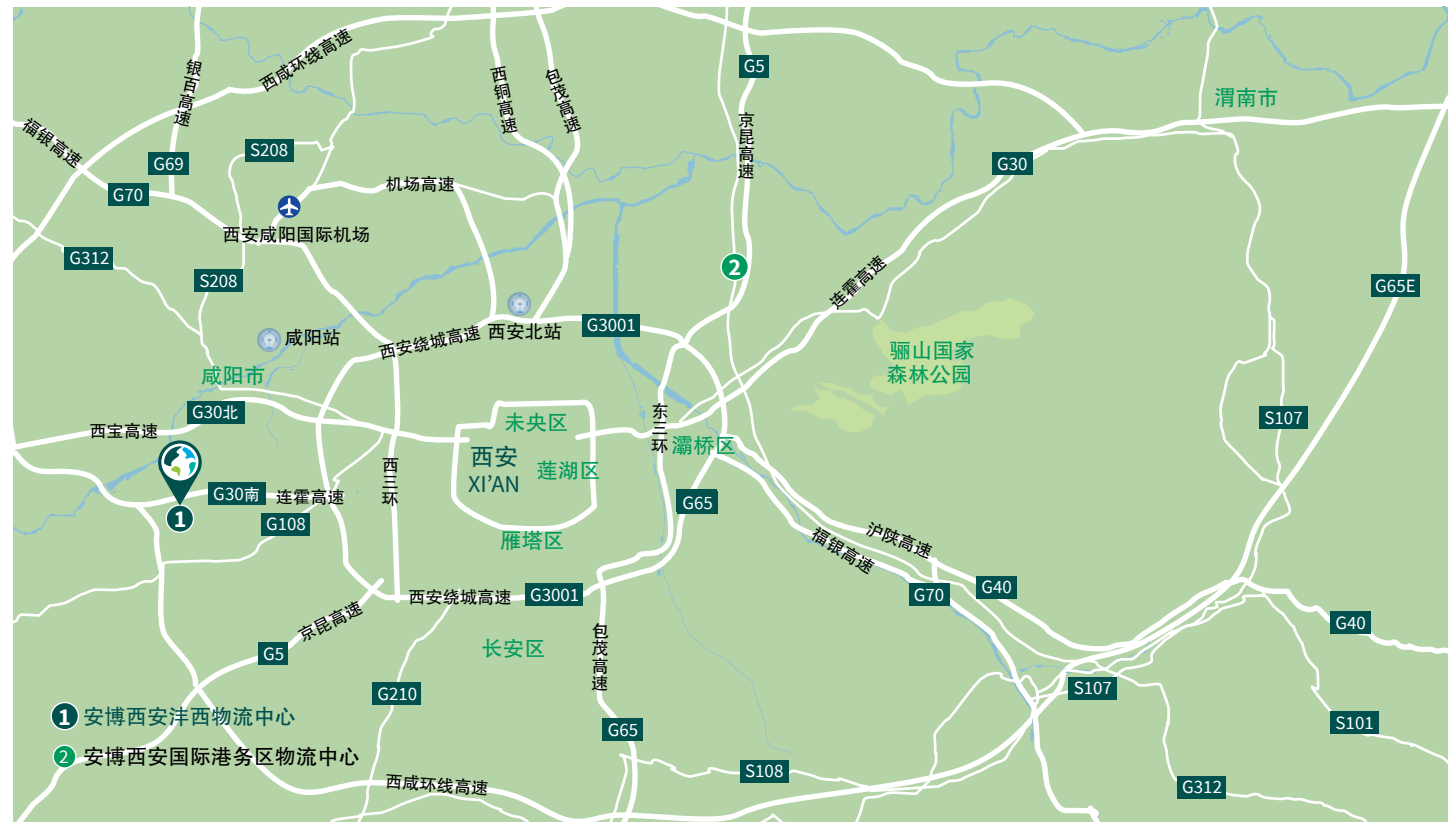 西咸环线高速
银百高速
西铜高速
包茂高速
G5
京昆高速
渭南市
福银高速
G69
S208
G30
G70
机场高速
西安咸阳国际机场
G312
S208
2
连霍高速
G65E
咸阳站
西安绕城高速
西安北站
G3001
骊山国家
森林公园
咸阳市
G30北
西宝高速
东三环
未央区
灞桥区
S107
西安
XI'AN
莲湖区
西三环
G30南
连霍高速
G65
1
G108
雁塔区
福银高速
沪陕高速
西安绕城高速
G3001
G70
G40
京昆高速
G40
G5
长安区
包茂高速
G210
S107
1 安博西安沣西物流中心
G65
S101
2 安博西安国际港务区物流中心
S108
西咸环线高速
G312